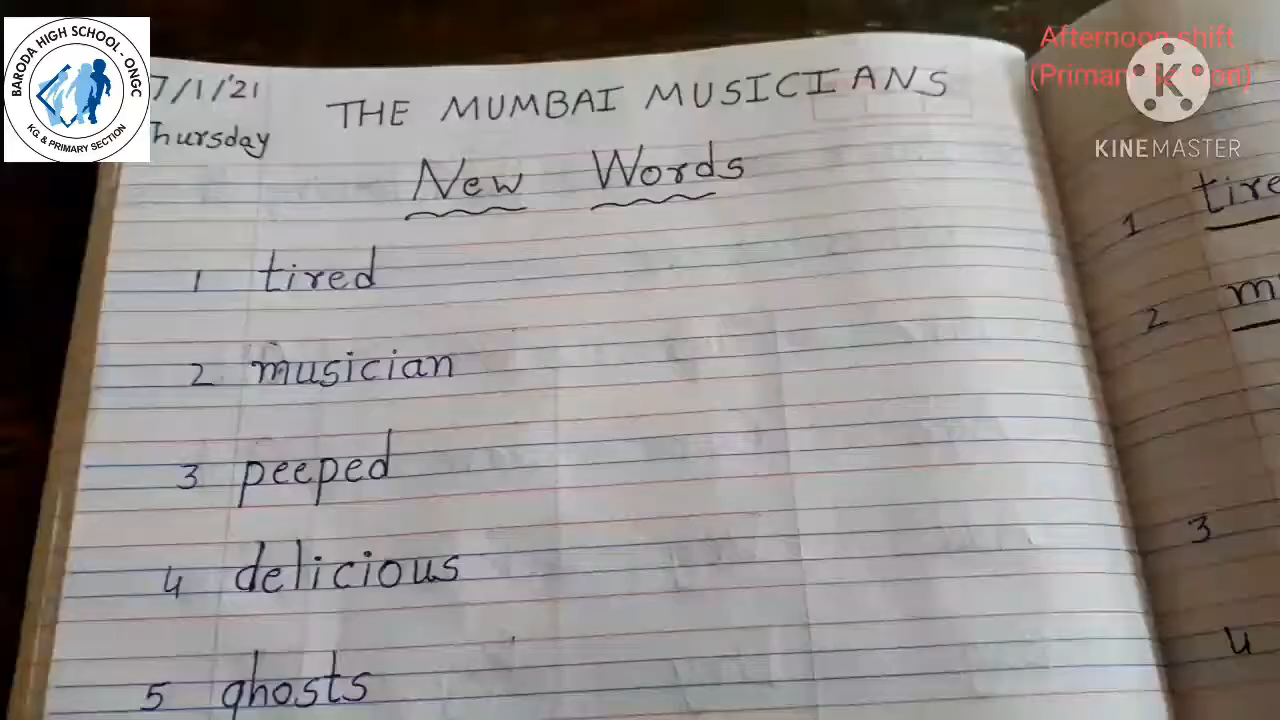 BARODA HIGH SCHOOL - ONGC
KG & PRIMARY SECTION
7/1/'21
Thursday
THE MUMBAI MUSICIANS
New Words
1 tired
2 musician
3 peeped
4 delicious
5 ghosts
Afternoon shift
K
KINEMASTER
1
2
3
4